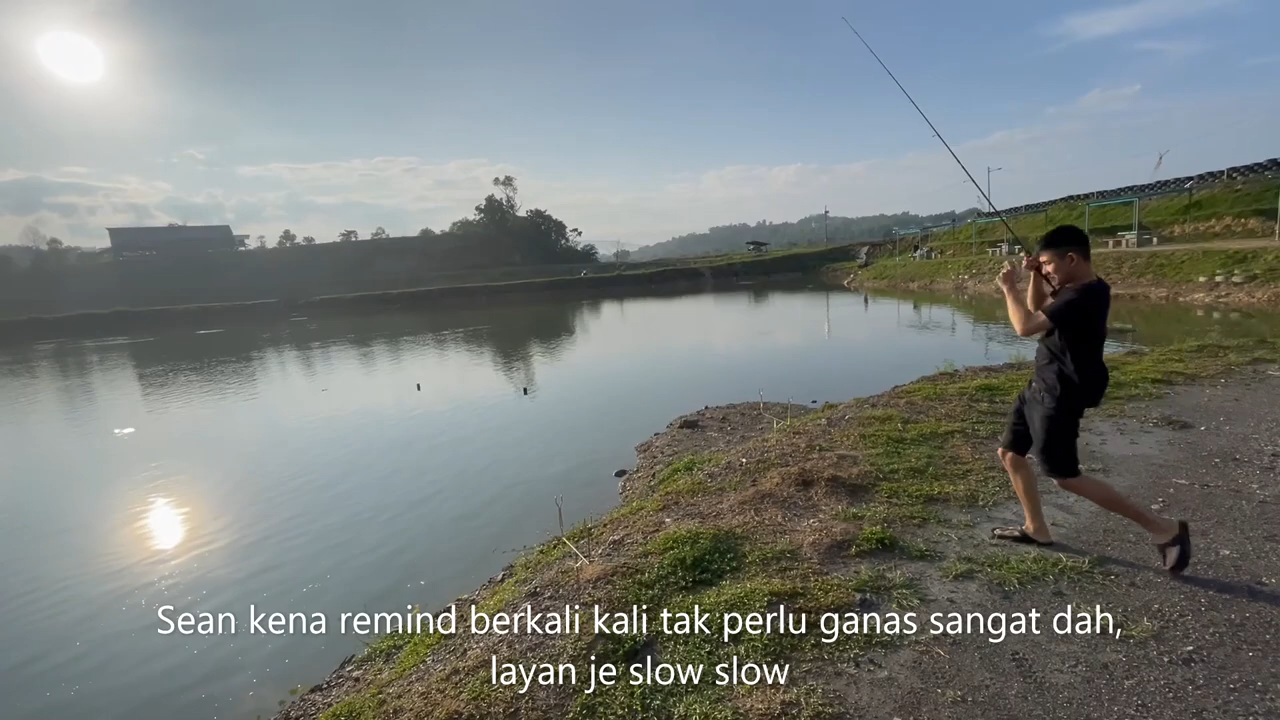 Sean kena remind berkali kali tak perlu ganas sangat dah,
layan je slow slow